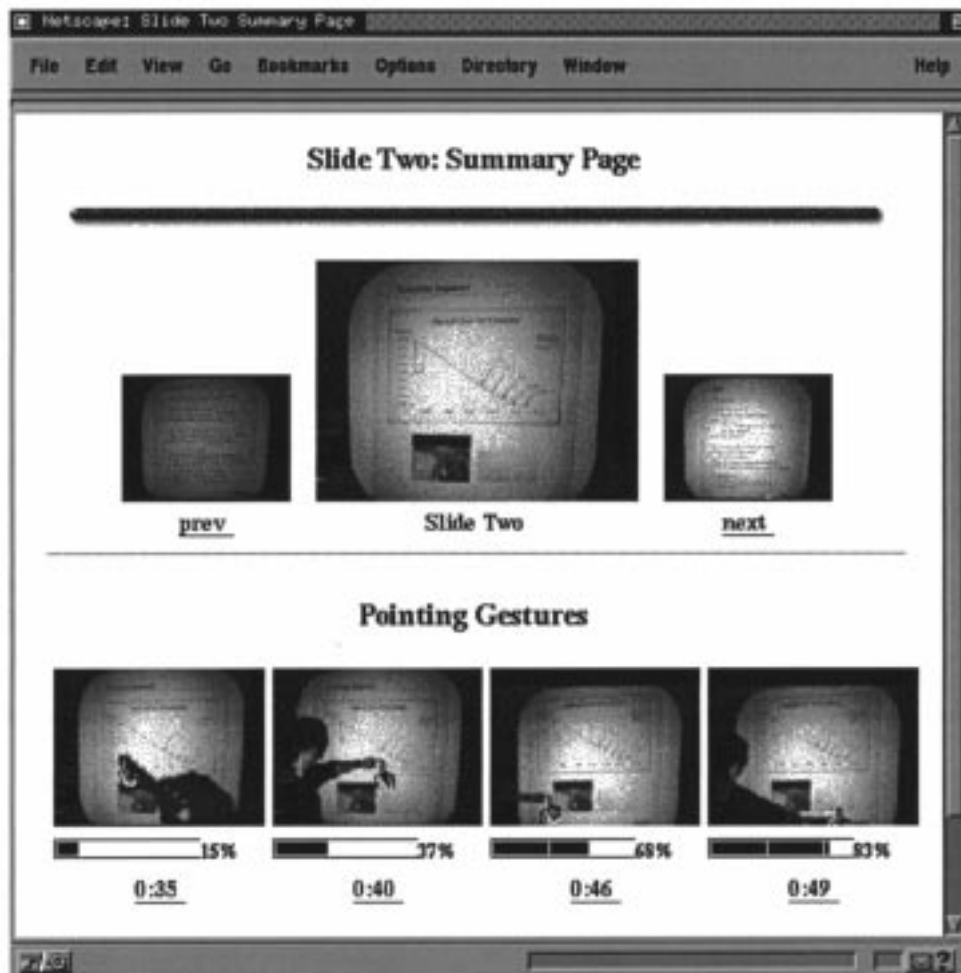 Netscape: Slide Two Summary Page
File Edit View Go Bookmarks Options Directory Window Help
Slide Two: Summary Page
prev Slide Two next
Pointing Gestures
15% 37% 68% 83%
0:35 0:40 0:46 0:49
?